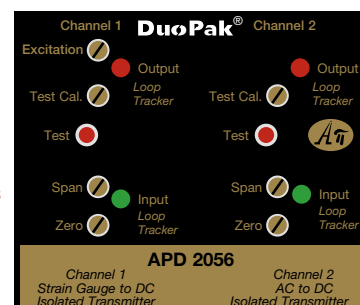 Channel 1 DuoPak® Channel 2
Excitation
Output Output
Test Cal. Loop Tracker Test Cal. Loop Tracker
Test Test
Span Input Span Input
Zero Loop Tracker Zero Loop Tracker
APD 2056
Channel 1 Channel 2
Strain Gauge to DC AC to DC
Isolated Transmitter Isolated Transmitter